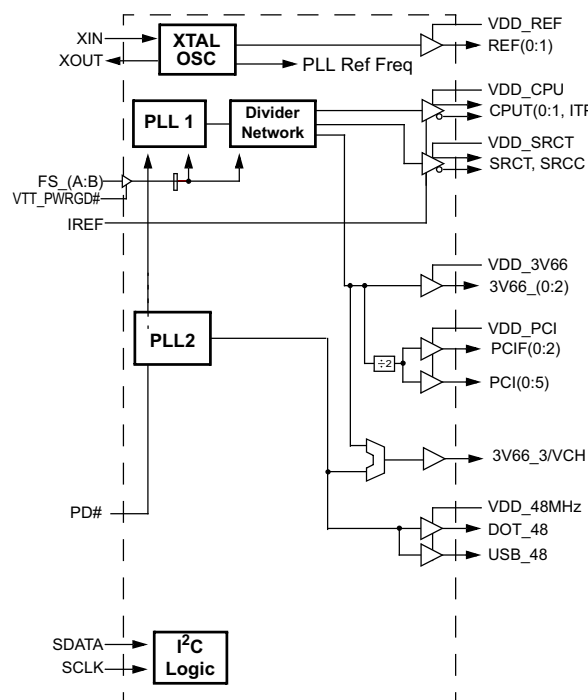 XIN
XOUT
XTAL
OSC
PLL Ref Freq
VDD_REF
REF(0:1)
PLL 1
Divider
Network
VDD_CPU
CPUT(0:1, ITP
VDD_SRCT
SRCT, SRCC
FS_(A:B)
VTT_PWRGD#
IREF
VDD_3V66
3V66_(0:2)
PLL2
÷2
VDD_PCI
PCIF(0:2)
PCI(0:5)
3V66_3/VCH
PD#
VDD_48MHz
DOT_48
USB_48
SDATA
SCLK
I²C
Logic